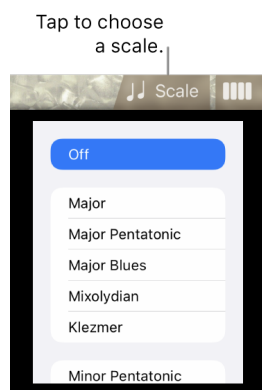 Tap to choose
a scale.
Scale
Off
Major
Major Pentatonic
Major Blues
Mixolydian
Klezmer
Minor Pentatonic